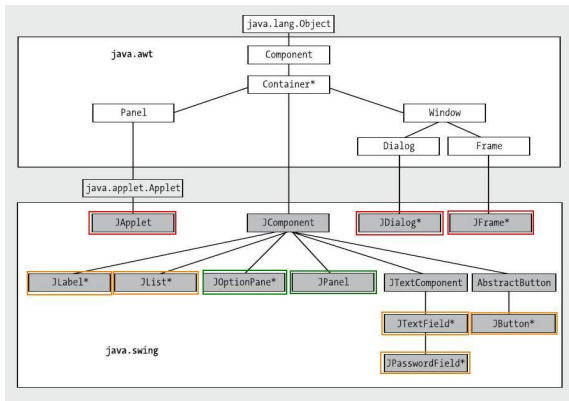 java.lang.Object
java.awt
Component
Container*
Panel
Window
Dialog
Frame
java.applet.Applet
JApplet
JComponent
JDialog*
JFrame*
JLabel*
JList*
JOptionPane*
JPanel
JTextComponent
AbstractButton
JTextField*
JButton*
java.swing
JPasswordField*